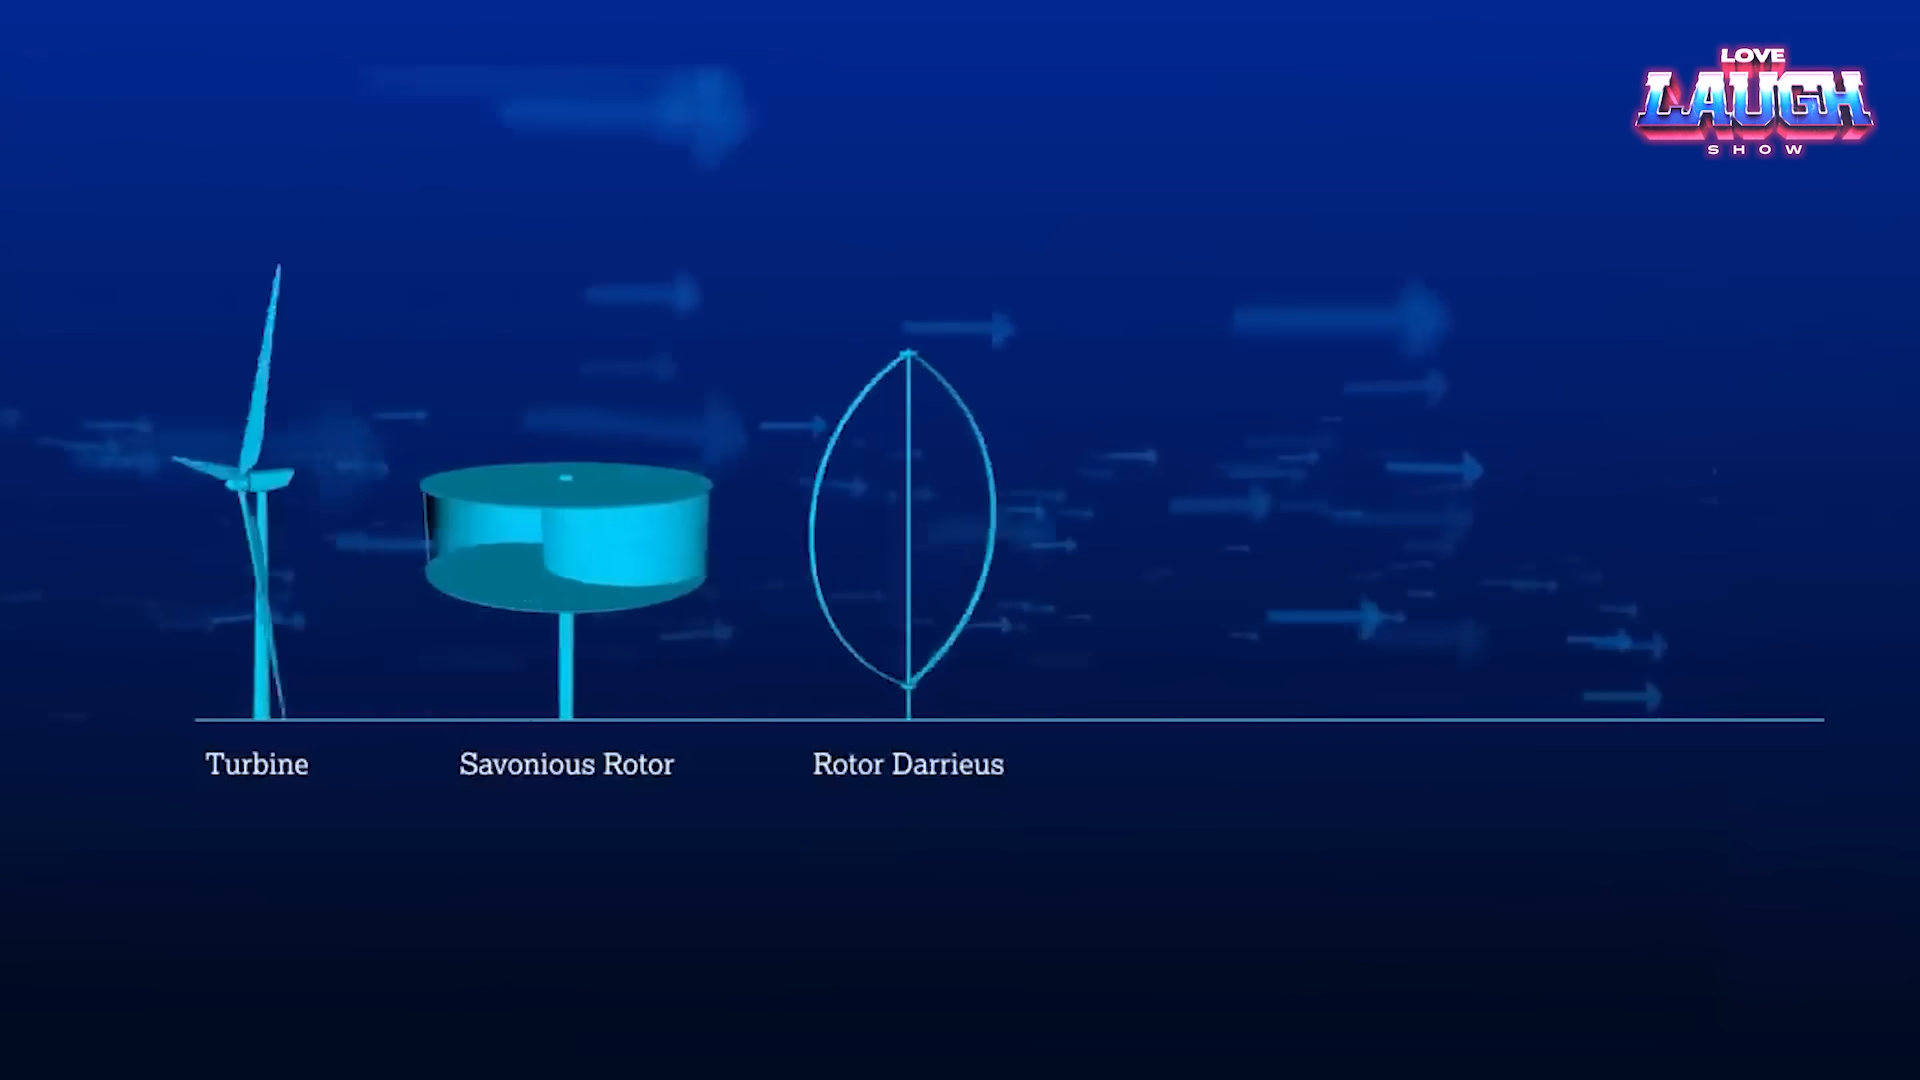 LOVE
LAUGH
SHOW
Turbine
Savonious Rotor
Rotor Darrieus